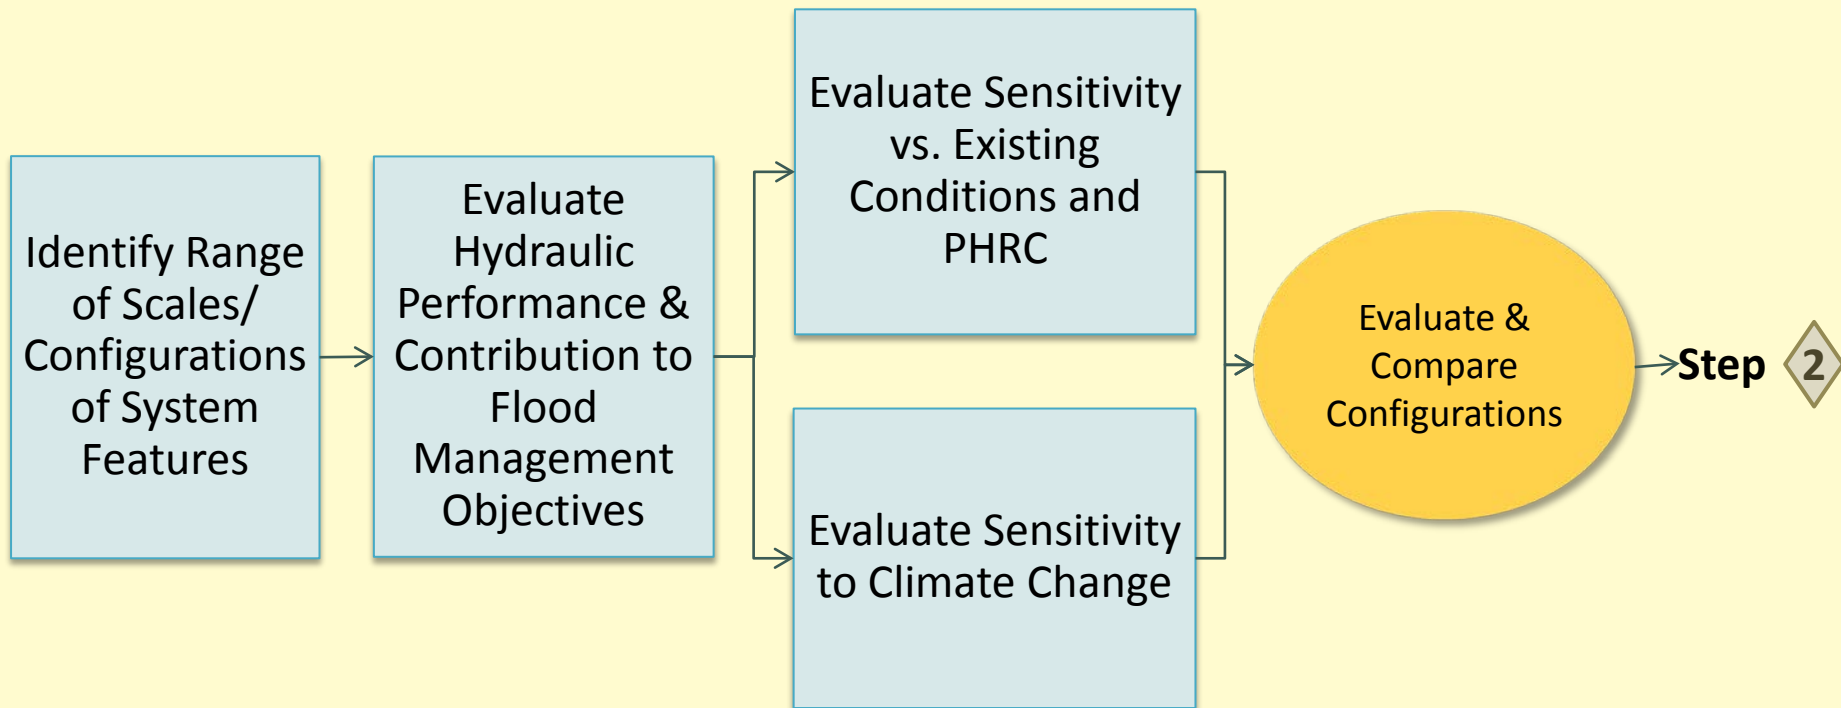 Identify Range
of Scales/
Configurations
of System
Features
Evaluate
Hydraulic
Performance &
Contribution to
Flood
Management
Objectives
Evaluate Sensitivity
vs. Existing
Conditions and
PHRC
Evaluate Sensitivity
to Climate Change
Evaluate &
Compare
Configurations
Step 2